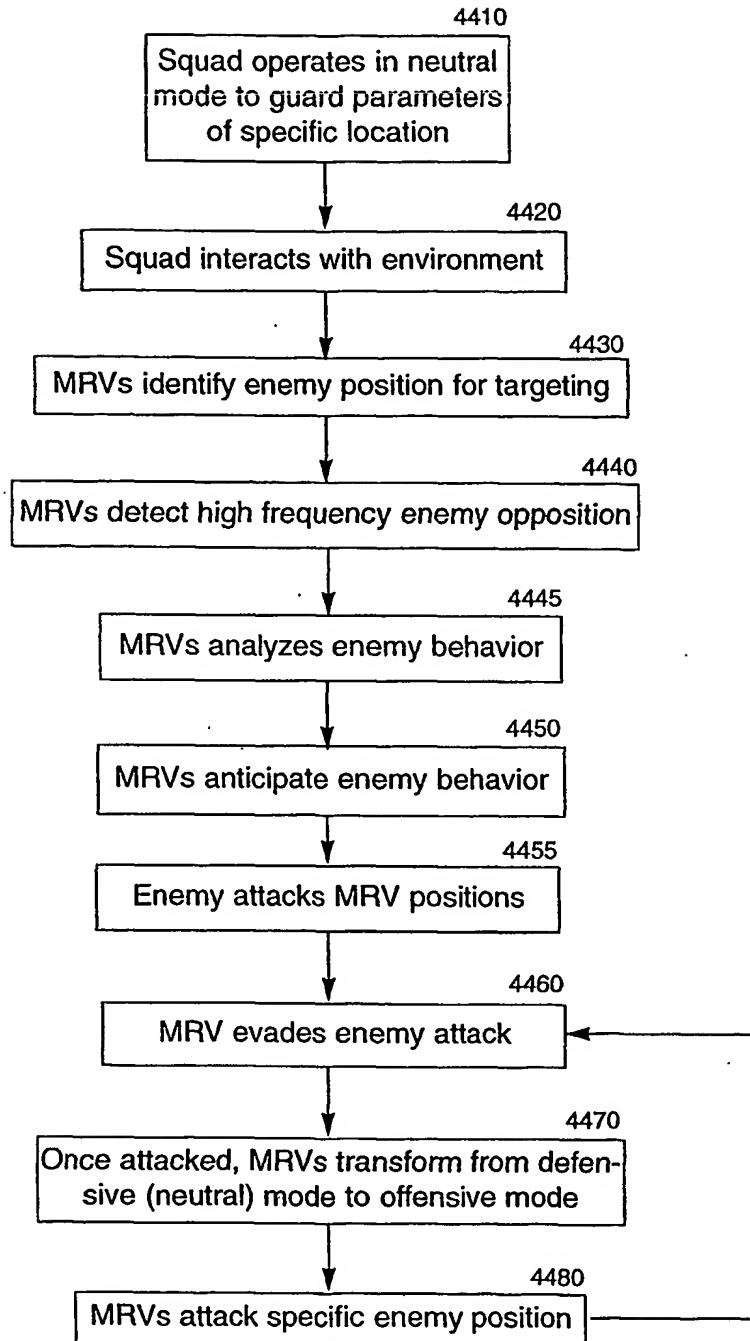 4410
Squad operates in neutral
mode to guard parameters
of specific location
4420
Squad interacts with environment
4430
MRVs identify enemy position for targeting
4440
MRVs detect high frequency enemy opposition
4445
MRVs analyzes enemy behavior
4450
MRVs anticipate enemy behavior
4455
Enemy attacks MRV positions
4460
MRV evades enemy attack
4470
Once attacked, MRVs transform from defen-
sive (neutral) mode to offensive mode
4480
MRVs attack specific enemy position